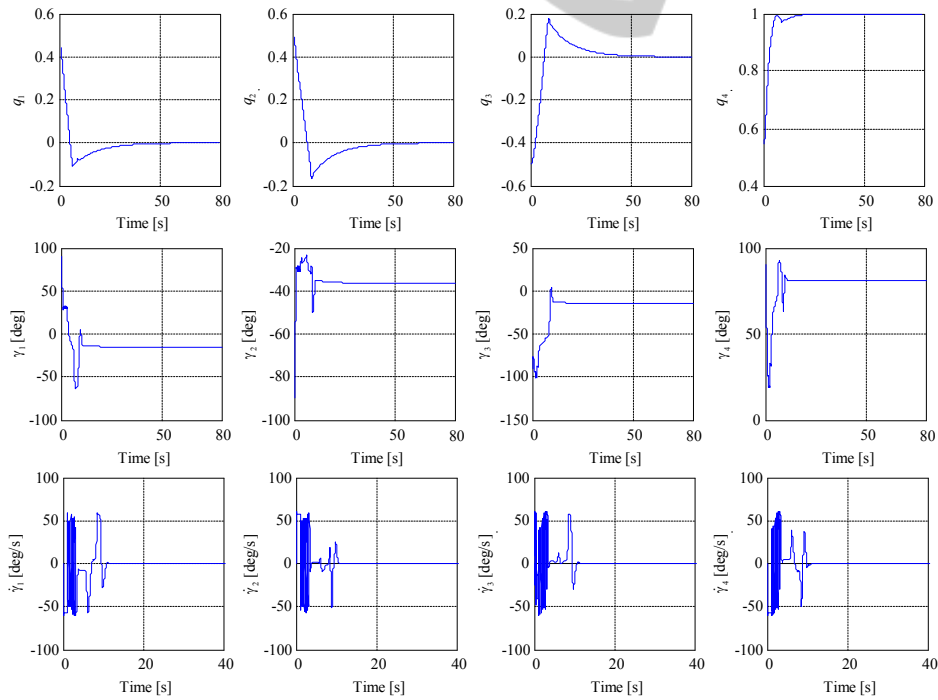 0.6 0.4 0.2 0 -0.2
q1
0 50 80
Time [s]
0.6 0.4 0.2 0 -0.2
q2.
0 50 80
Time [s]
0.2 0 -0.2 -0.4 -0.6
q3
0 50 80
Time [s]
1 0.8 0.6 0.4
q4.
0 50 80
Time [s]
100 50 0 -50 -100
γ1 [deg]
0 50 80
Time [s]
-20 -40 -60 -80 -100
γ2 [deg]
0 50 80
Time [s]
50 0 -50 -100 -150
γ3 [deg]
0 50 80
Time [s]
100 50 0
γ4 [deg]
0 50 80
Time [s]
100 50 0 -50 -100
γ̇1 [deg/s]
0 20 40
Time [s]
100 50 0 -50 -100
γ̇2 [deg/s].
0 20 40
Time [s]
100 50 0 -50 -100
γ̇3 [deg/s].
0 20 40
Time [s]
100 50 0 -50 -100
γ̇4 [deg/s].
0 20 40
Time [s]